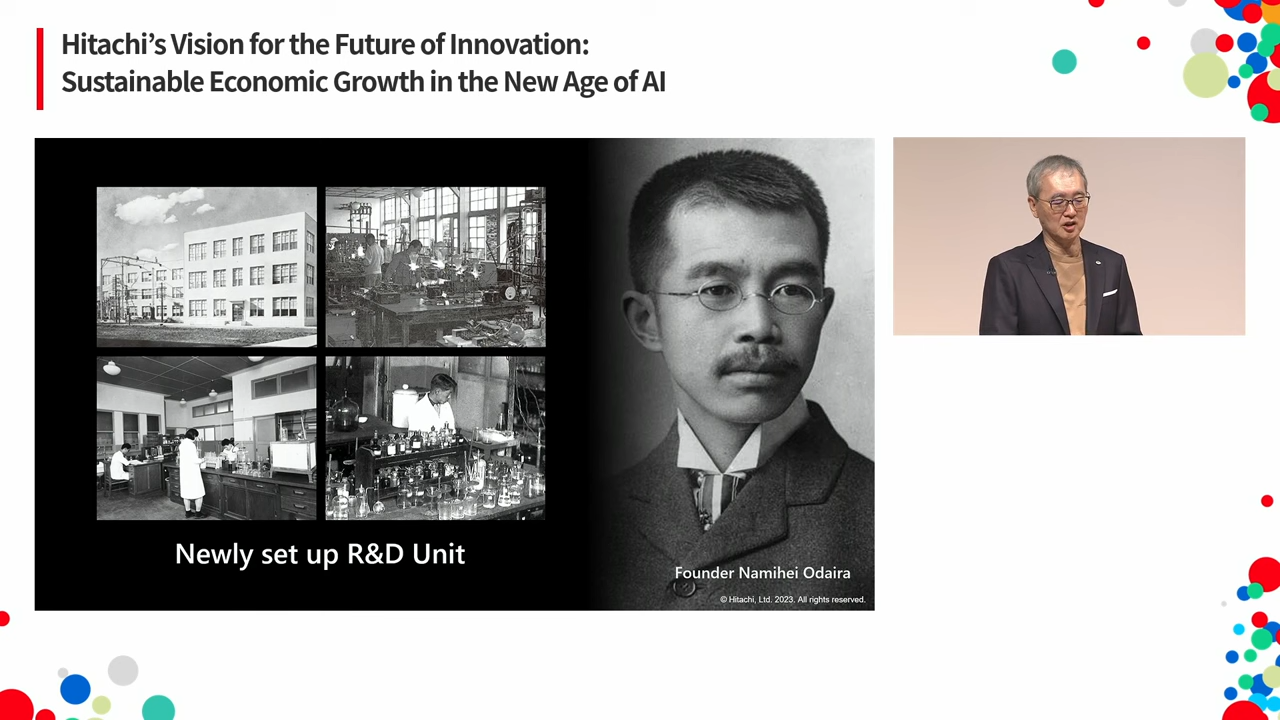 Hitachi’s Vision for the Future of Innovation:
Sustainable Economic Growth in the New Age of AI
Newly set up R&D Unit
Founder Namihei Odaira
© Hitachi, Ltd. 2023. All rights reserved.